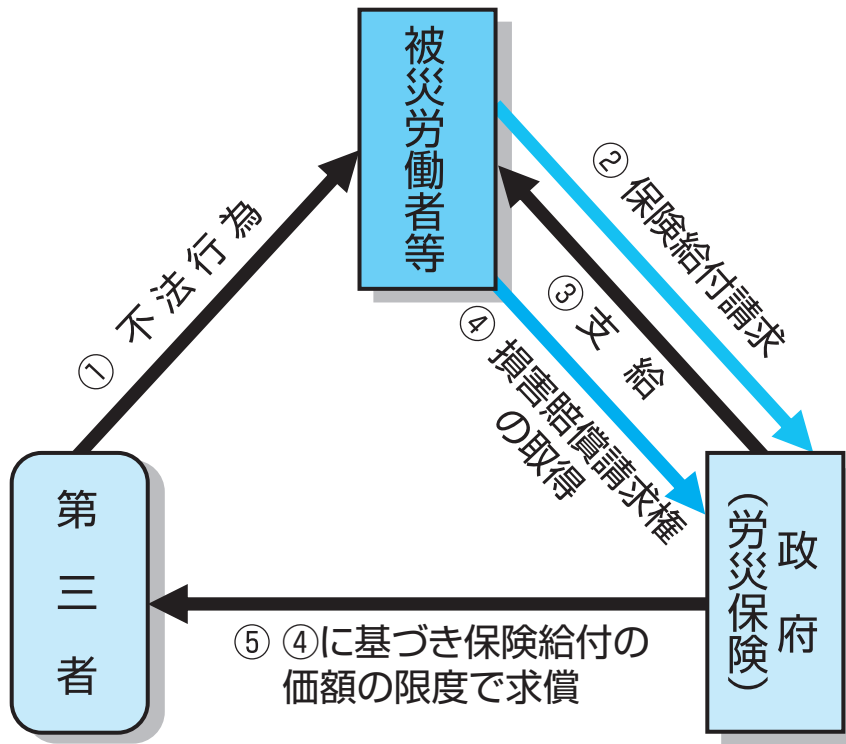 被災労働者等
① 不法行為
② 保険給付請求
③ 支給
④ 損害賠償請求権
の取得
第三者
政府
(労災保険)
⑤ ④に基づき保険給付の
価額の限度で求償